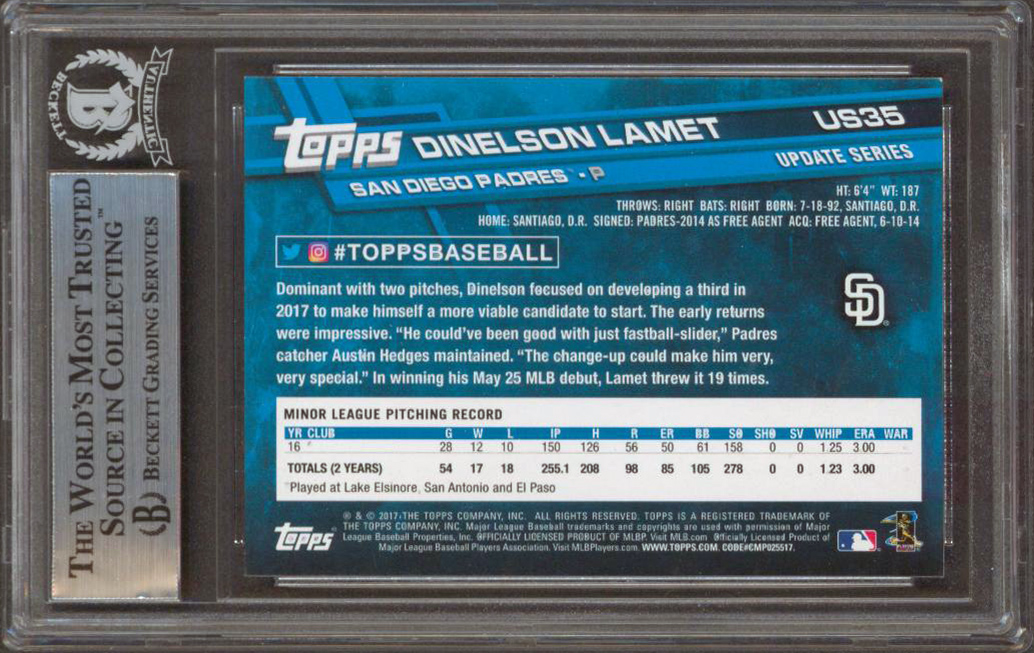 BECKETT AUTHENTIC
B
THE WORLD'S MOST TRUSTED
SOURCE IN COLLECTING™
(B) BECKETT GRADING SERVICES
Topps DINELSON LAMET US35
SAN DIEGO PADRES • P UPDATE SERIES
HT: 6'4" WT: 187
THROWS: RIGHT BATS: RIGHT BORN: 7-18-92, SANTIAGO, D.R.
HOME: SANTIAGO, D.R. SIGNED: PADRES-2014 AS FREE AGENT ACQ: FREE AGENT, 6-10-14
#TOPPSBASEBALL
SD
Dominant with two pitches, Dinelson focused on developing a third in
2017 to make himself a more viable candidate to start. The early returns
were impressive. “He could’ve been good with just fastball-slider,” Padres
catcher Austin Hedges maintained. “The change-up could make him very,
very special.” In winning his May 25 MLB debut, Lamet threw it 19 times.
MINOR LEAGUE PITCHING RECORD
YR CLUB G W L IP H R ER BB SO SHO SV WHIP ERA WAR
16 28 12 10 150 126 56 50 61 158 0 0 1.25 3.00
TOTALS (2 YEARS) 54 17 18 255.1 208 98 85 105 278 0 0 1.23 3.00
*Played at Lake Elsinore, San Antonio and El Paso
Topps
® & © 2017 THE TOPPS COMPANY, INC. ALL RIGHTS RESERVED. TOPPS IS A REGISTERED TRADEMARK OF
THE TOPPS COMPANY, INC. Major League Baseball trademarks and copyrights are used with permission of Major
League Baseball Properties, Inc. OFFICIALLY LICENSED PRODUCT OF MLBP. Visit MLB.com Officially Licensed Product of
Major League Baseball Players Association. Visit MLBPlayers.com WWW.TOPPS.COM. CODE#CMP025517.